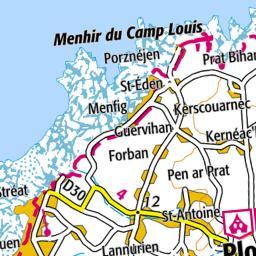 Menhir du Camp Louis
Porznéjen
Prat Bihan
St-Éden
Menfig
Kerscouarnec
Guervihan
Kernéac'h
Forban
Pen ar Prat
Stréat
D30
4
12
St-Antoine
Lannurien
Plo
uen